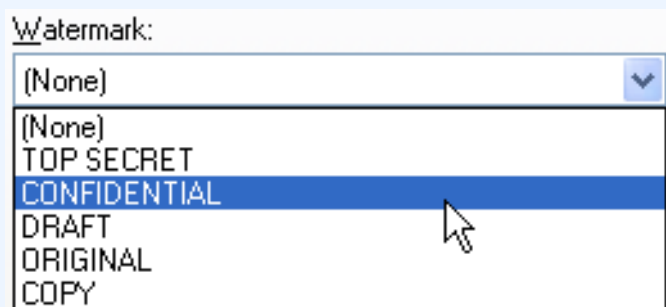 Watermark:
(None)
(None)
TOP SECRET
CONFIDENTIAL
DRAFT
ORIGINAL
COPY